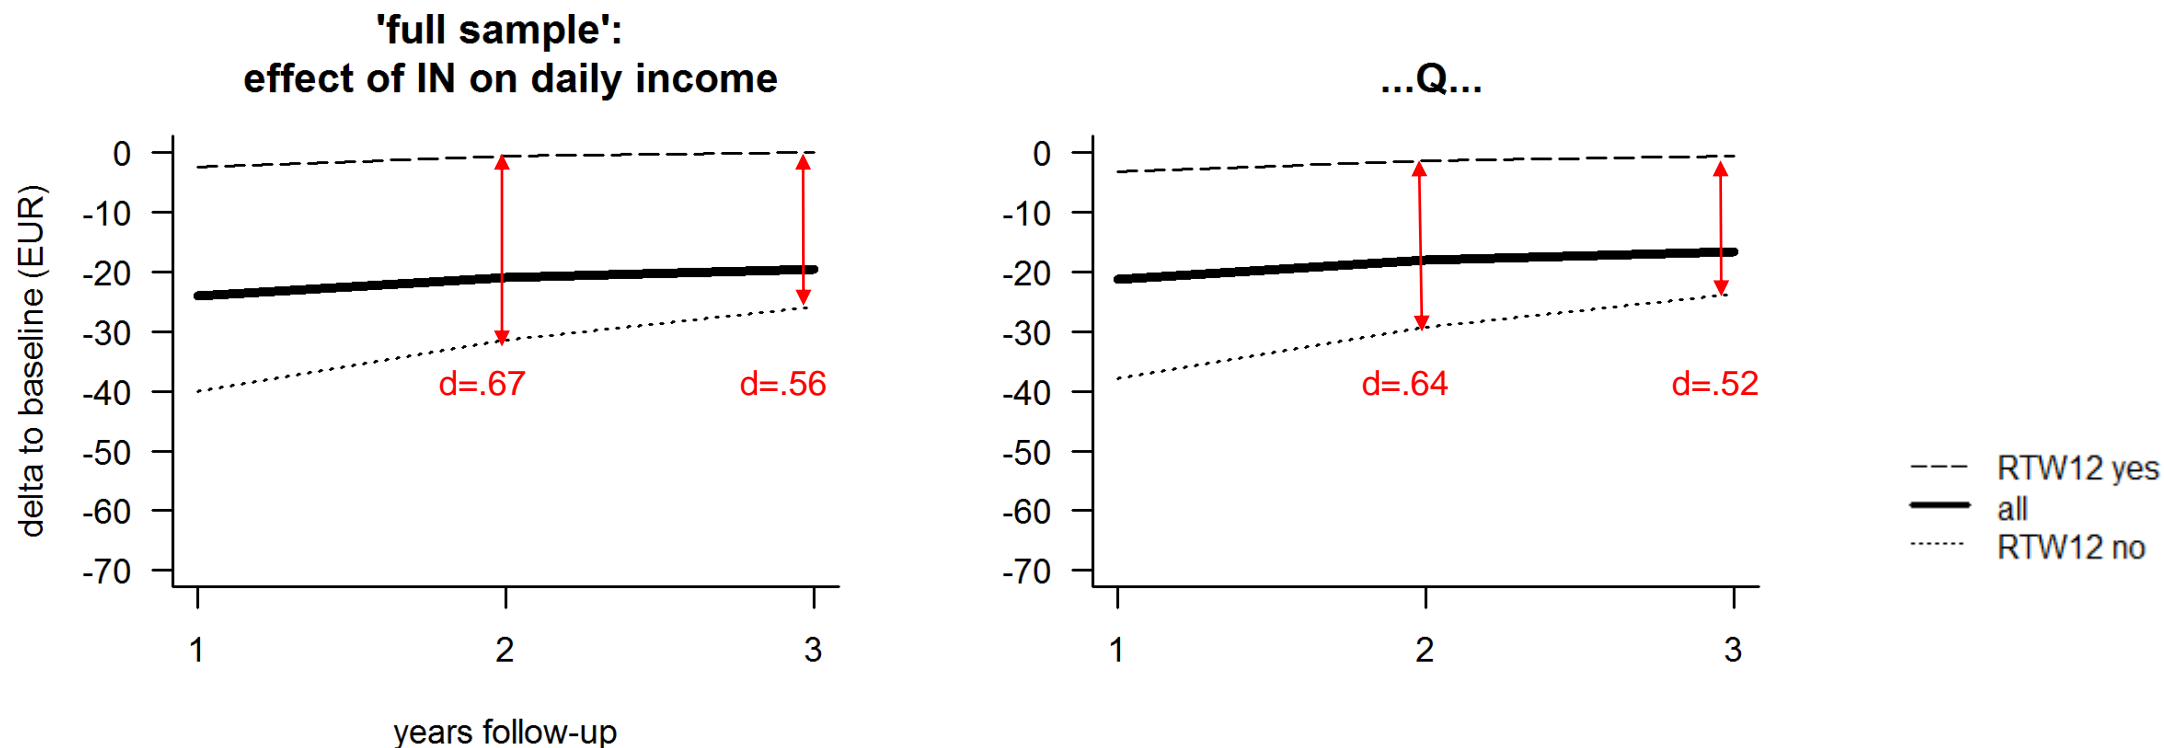 'full sample':
effect of IN on daily income
delta to baseline (EUR)
0
-10
-20
-30
-40
-50
-60
-70
d=.67
d=.56
1
2
3
years follow-up
...Q...
0
-10
-20
-30
-40
-50
-60
-70
d=.64
d=.52
1
2
3
RTW12 yes
all
RTW12 no